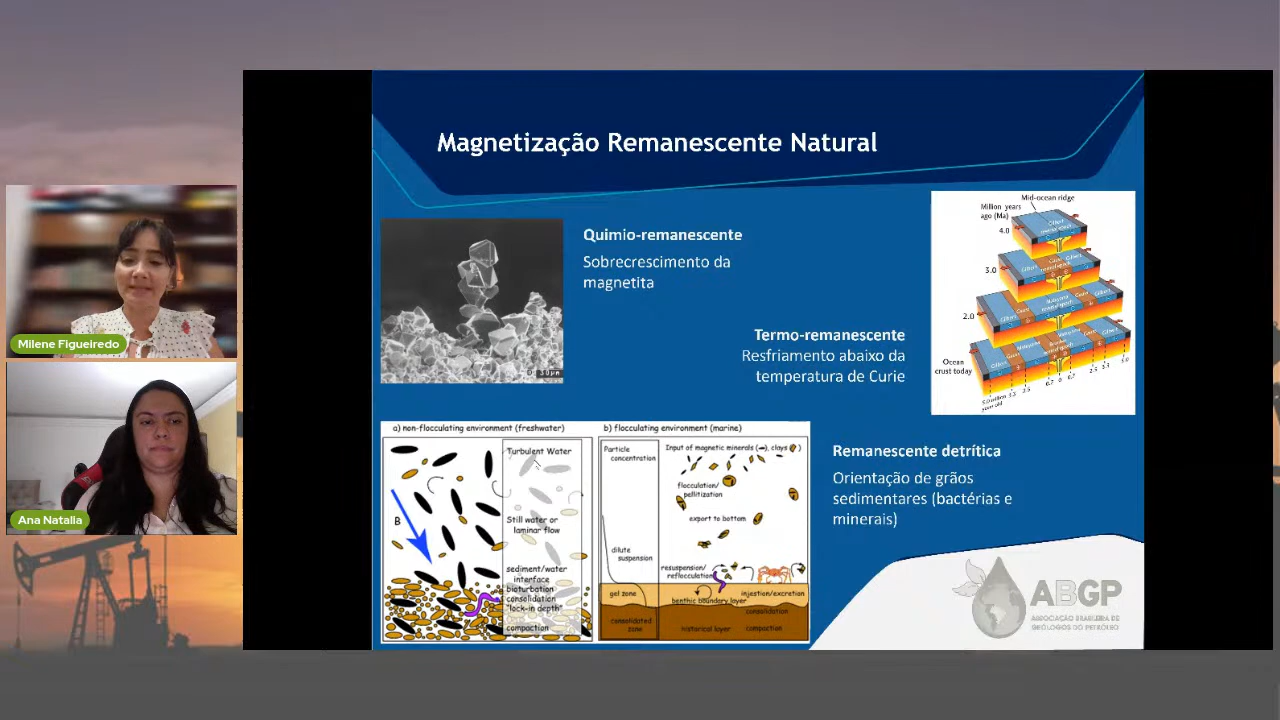 Magnetização Remanescente Natural
Milene Figueiredo
Ana Natalia
Quimio-remanescente
Sobrecrescimento da
magnetita
Termo-remanescente
Resfriamento abaixo da
temperatura de Curie
Mid-ocean ridge
Million years
ago (Ma)
4.0
3.0
2.0
Ocean
crust today
Remanescente detrítica
Orientação de grãos
sedimentares (bactérias e
minerais)
a) non-flocculating environment (freshwater)
Turbulent Water
B
Still water or
laminar flow
sediment/water
interface
bioturbation
consolidation
"lock-in depth"
compaction
b) flocculating environment (marine)
Particle
concentration
Input of magnetic minerals ( ), clays ( )
flocculation/
pellitization
export to bottom
dilute
suspension
resuspension/
reflocculation
gel zone
benthic boundary layer
injestion/excretion
consolidation
consolidated
zone
historical layer
compaction
ABGP
ASSOCIAÇÃO BRASILEIRA DE
GEÓLOGOS DO PETRÓLEO